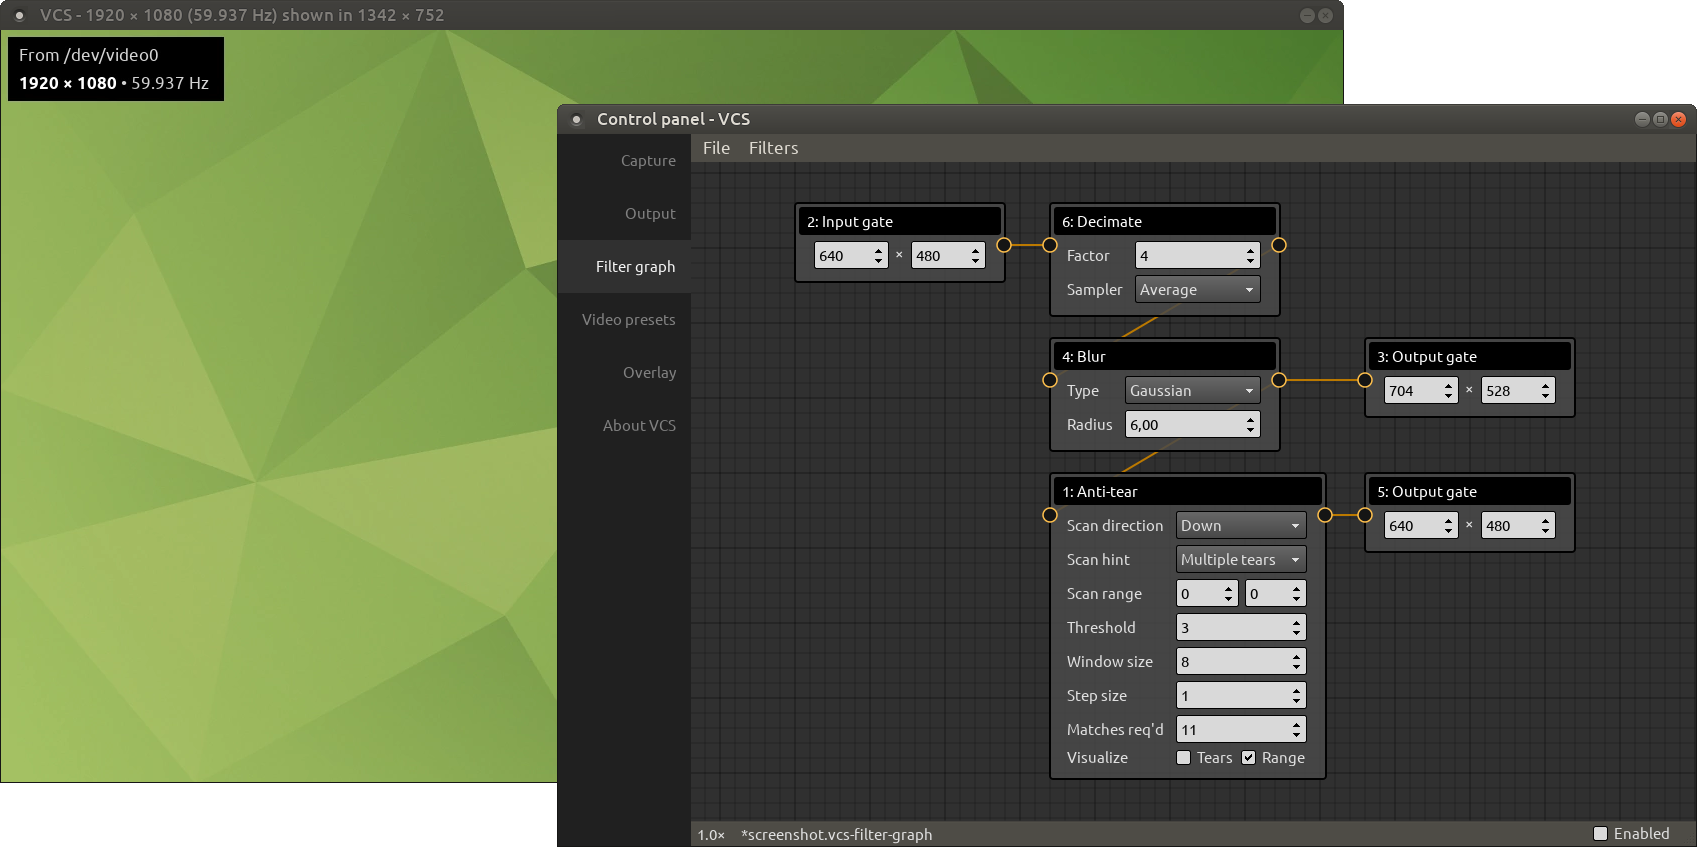 VCS - 1920 × 1080 (59.937 Hz) shown in 1342 × 752
From /dev/video0
1920 × 1080 • 59.937 Hz
Control panel - VCS
Capture
Output
Filter graph
Video presets
Overlay
About VCS
File Filters
2: Input gate
640 × 480
6: Decimate
Factor 4
Sampler Average
4: Blur
Type Gaussian
Radius 6,00
3: Output gate
704 × 528
1: Anti-tear
Scan direction Down
Scan hint Multiple tears
Scan range 0 0
Threshold 3
Window size 8
Step size 1
Matches req'd 11
Visualize Tears Range
5: Output gate
640 × 480
1.0× *screenshot.vcs-filter-graph
Enabled